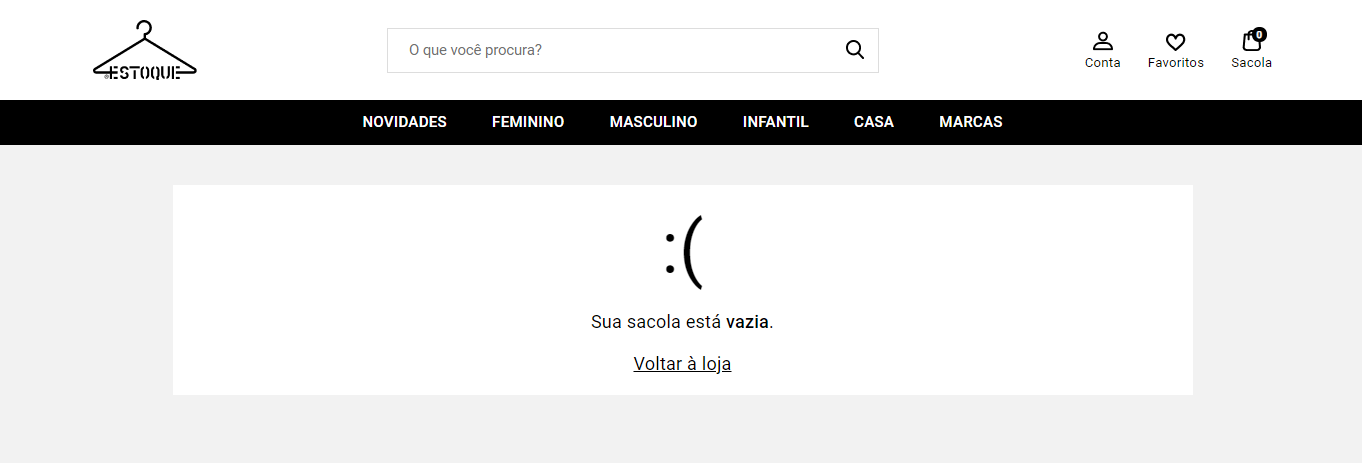 ESTOQUE
O que você procura?
Conta
Favoritos
0
Sacola
NOVIDADES
FEMININO
MASCULINO
INFANTIL
CASA
MARCAS
:(
Sua sacola está vazia.
Voltar à loja